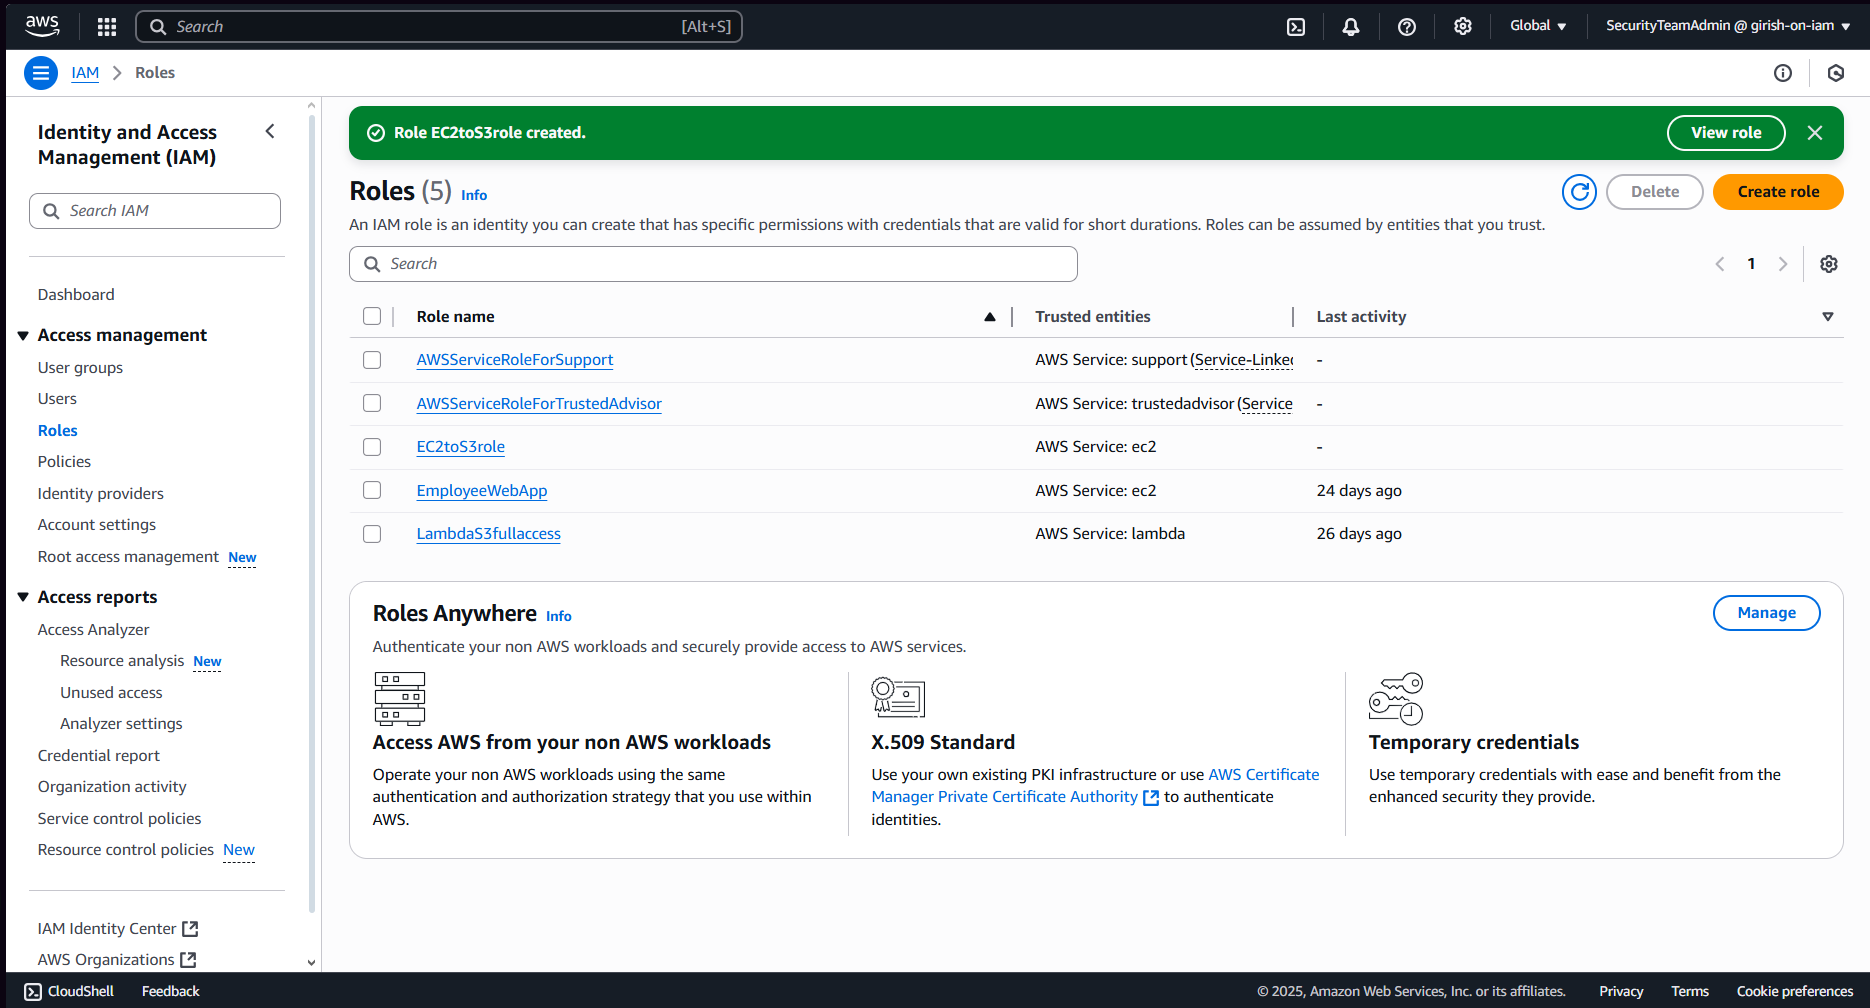 aws
Search
[Alt+S]
Global
SecurityTeamAdmin @ girish-on-iam
IAM
Roles
Identity and Access
Management (IAM)
Search IAM
Dashboard
Access management
User groups
Users
Roles
Policies
Identity providers
Account settings
Root access management New
Access reports
Access Analyzer
Resource analysis New
Unused access
Analyzer settings
Credential report
Organization activity
Service control policies
Resource control policies New
IAM Identity Center
AWS Organizations
Role EC2toS3role created.
View role
Roles (5) Info
Delete
Create role
An IAM role is an identity you can create that has specific permissions with credentials that are valid for short durations. Roles can be assumed by entities that you trust.
Search
1
Role name Trusted entities Last activity
AWSServiceRoleForSupport AWS Service: support (Service-Linked -
AWSServiceRoleForTrustedAdvisor AWS Service: trustedadvisor (Service -
EC2toS3role AWS Service: ec2 -
EmployeeWebApp AWS Service: ec2 24 days ago
LambdaS3fullaccess AWS Service: lambda 26 days ago
Roles Anywhere Info
Manage
Authenticate your non AWS workloads and securely provide access to AWS services.
Access AWS from your non AWS workloads
Operate your non AWS workloads using the same
authentication and authorization strategy that you use within
AWS.
X.509 Standard
Use your own existing PKI infrastructure or use AWS Certificate
Manager Private Certificate Authority to authenticate
identities.
Temporary credentials
Use temporary credentials with ease and benefit from the
enhanced security they provide.
CloudShell
Feedback
© 2025, Amazon Web Services, Inc. or its affiliates.
Privacy
Terms
Cookie preferences